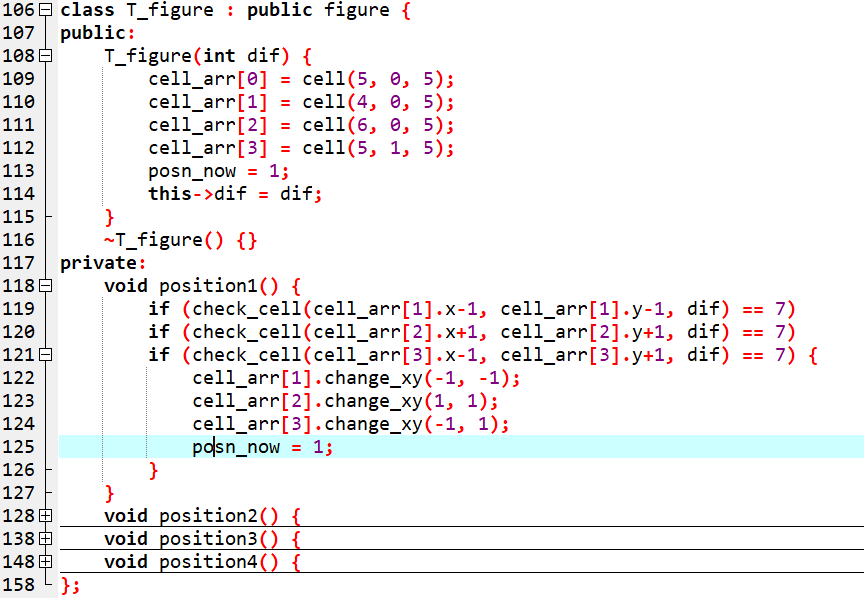 106 class T_figure : public figure {
107 public:
108     T_figure(int dif) {
109         cell_arr[0] = cell(5, 0, 5);
110         cell_arr[1] = cell(4, 0, 5);
111         cell_arr[2] = cell(6, 0, 5);
112         cell_arr[3] = cell(5, 1, 5);
113         posn_now = 1;
114         this->dif = dif;
115     }
116     ~T_figure() {}
117 private:
118     void position1() {
119         if (check_cell(cell_arr[1].x-1, cell_arr[1].y-1, dif) == 7)
120         if (check_cell(cell_arr[2].x+1, cell_arr[2].y+1, dif) == 7)
121         if (check_cell(cell_arr[3].x-1, cell_arr[3].y+1, dif) == 7) {
122             cell_arr[1].change_xy(-1, -1);
123             cell_arr[2].change_xy(1, 1);
124             cell_arr[3].change_xy(-1, 1);
125             posn_now = 1;
126         }
127     }
128     void position2() {
138     void position3() {
148     void position4() {
158 };